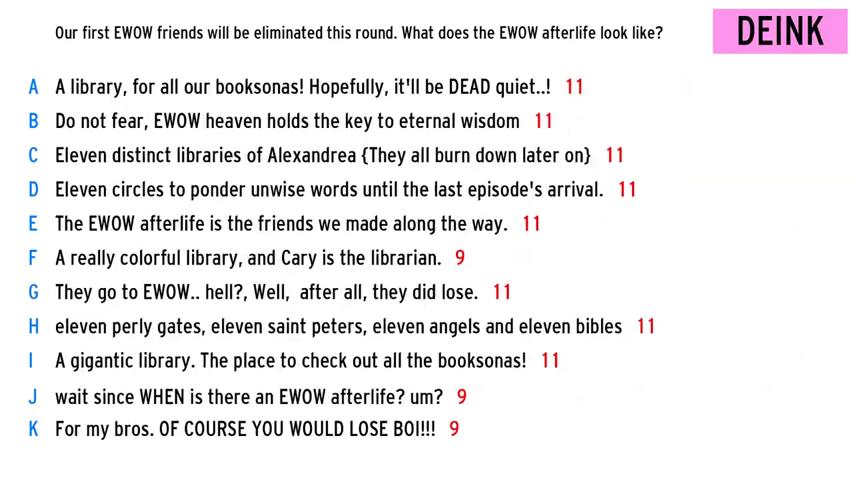 Our first EWOW friends will be eliminated this round. What does the EWOW afterlife look like?
DEINK
A A library, for all our booksonas! Hopefully, it'll be DEAD quiet..! 11
B Do not fear, EWOW heaven holds the key to eternal wisdom 11
C Eleven distinct libraries of Alexandrea {They all burn down later on} 11
D Eleven circles to ponder unwise words until the last episode's arrival. 11
E The EWOW afterlife is the friends we made along the way. 11
F A really colorful library, and Cary is the librarian. 9
G They go to EWOW.. hell?, Well, after all, they did lose. 11
H eleven perly gates, eleven saint peters, eleven angels and eleven bibles 11
I A gigantic library. The place to check out all the booksonas! 11
J wait since WHEN is there an EWOW afterlife? um? 9
K For my bros. OF COURSE YOU WOULD LOSE BOI!!! 9